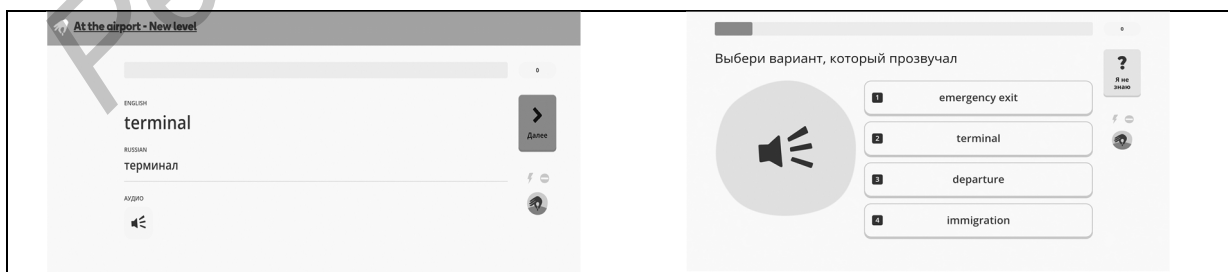 At the airport - New level
0
ENGLISH
terminal
Далее
RUSSIAN
терминал
АУДИО
0
Выбери вариант, который прозвучал
?
Я не
знаю
1 emergency exit
2 terminal
3 departure
4 immigration